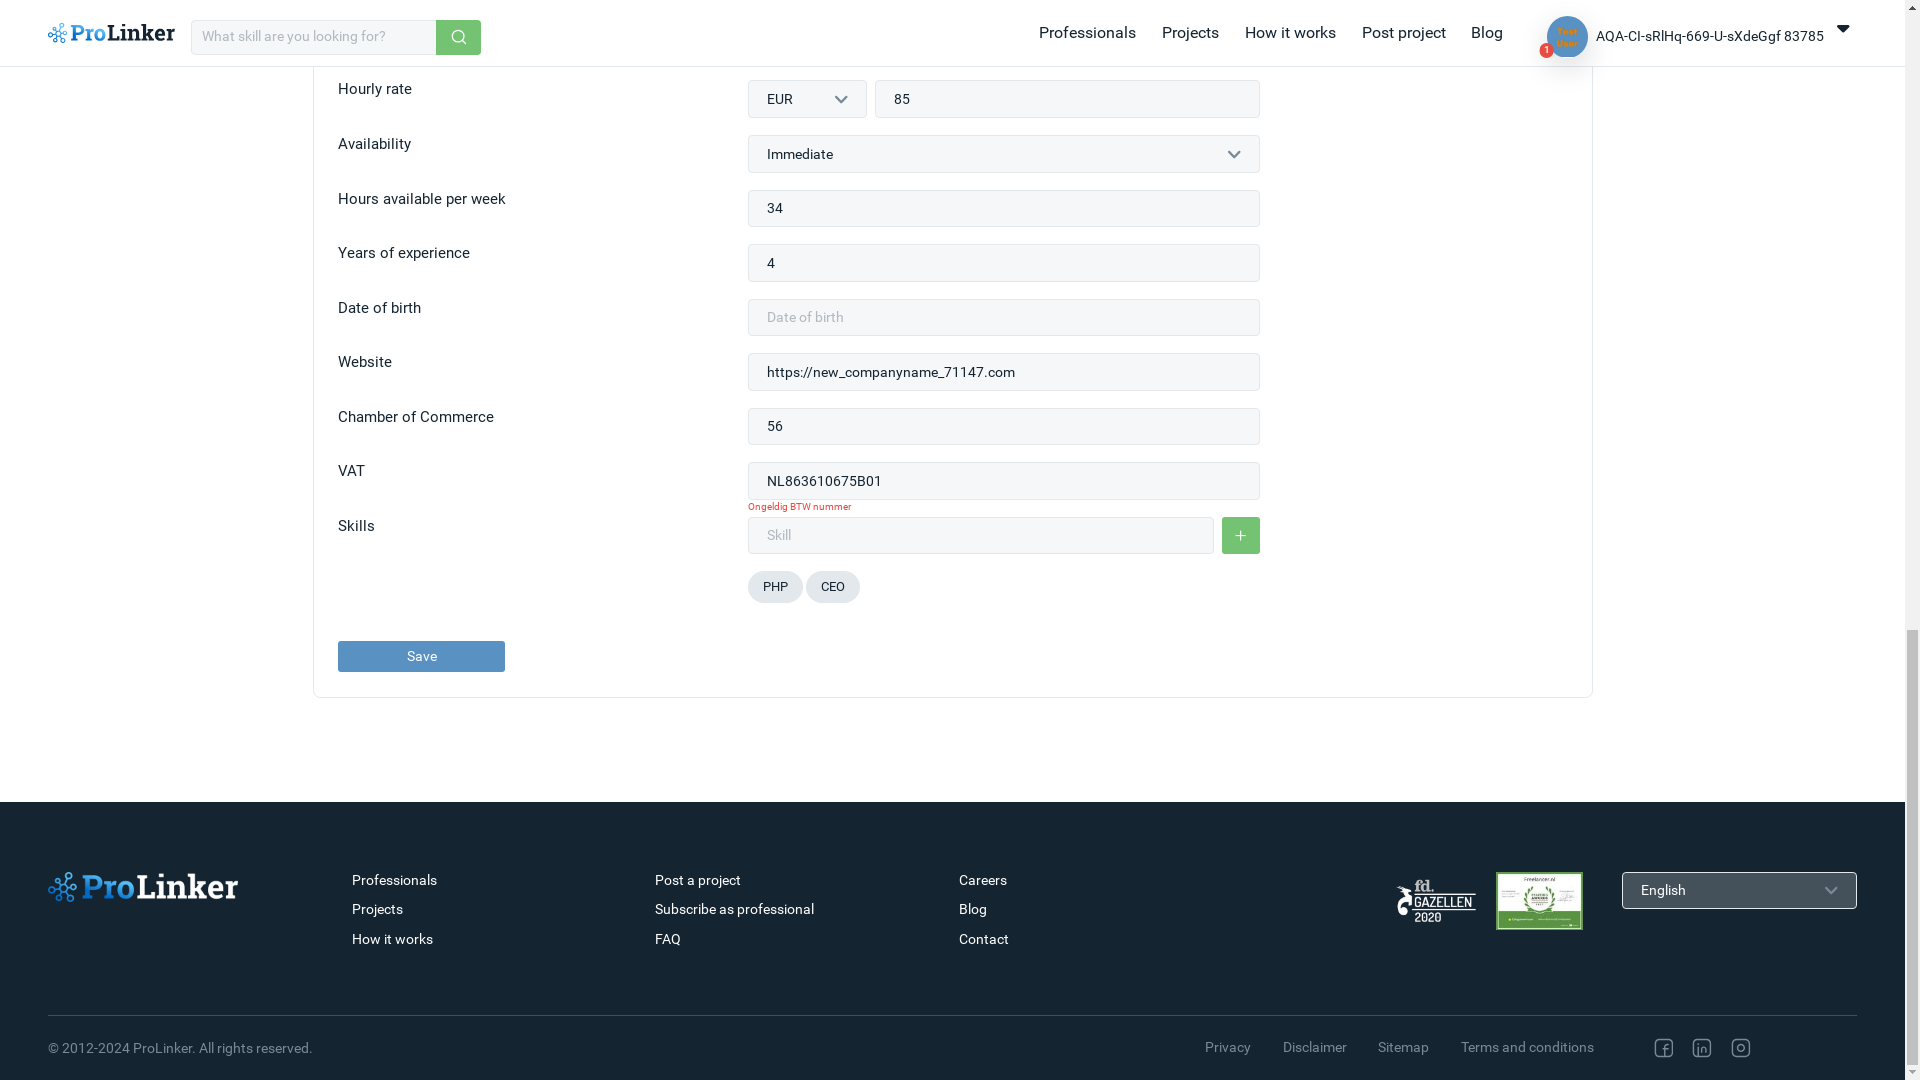 ProLinker
What skill are you looking for?
Professionals
Projects
How it works
Post project
Blog
Test
User
1
AQA-CI-sRlHq-669-U-sXdeGgf 83785
Hourly rate
EUR
85
Availability
Immediate
Hours available per week
34
Years of experience
4
Date of birth
Date of birth
Website
https://new_companyname_71147.com
Chamber of Commerce
56
VAT
NL863610675B01
Ongeldig BTW nummer
Skills
Skill
PHP
CEO
Save
ProLinker
Professionals
Projects
How it works
Post a project
Subscribe as professional
FAQ
Careers
Blog
Contact
fd.
GAZELLEN
2020
Freelancer.nl
English
© 2012-2024 ProLinker. All rights reserved.
Privacy
Disclaimer
Sitemap
Terms and conditions